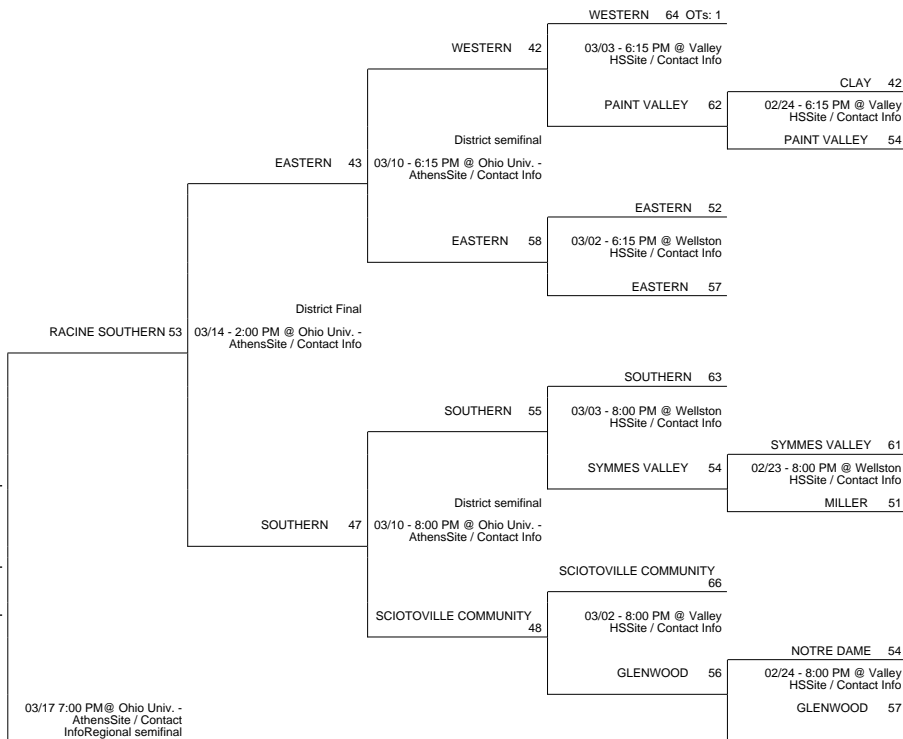 WESTERN 64 OTs: 1
WESTERN 42
03/03 - 6:15 PM @ Valley
HSSite / Contact Info
CLAY 42
PAINT VALLEY 62
02/24 - 6:15 PM @ Valley
HSSite / Contact Info
PAINT VALLEY 54
District semifinal
EASTERN 43
03/10 - 6:15 PM @ Ohio Univ. -
AthensSite / Contact Info
EASTERN 52
EASTERN 58
03/02 - 6:15 PM @ Wellston
HSSite / Contact Info
EASTERN 57
District Final
RACINE SOUTHERN 53
03/14 - 2:00 PM @ Ohio Univ. -
AthensSite / Contact Info
SOUTHERN 63
SOUTHERN 55
03/03 - 8:00 PM @ Wellston
HSSite / Contact Info
SYMMES VALLEY 61
SYMMES VALLEY 54
02/23 - 8:00 PM @ Wellston
HSSite / Contact Info
MILLER 51
District semifinal
SOUTHERN 47
03/10 - 8:00 PM @ Ohio Univ. -
AthensSite / Contact Info
SCIOTOVILLE COMMUNITY
66
SCIOTOVILLE COMMUNITY
48
03/02 - 8:00 PM @ Valley
HSSite / Contact Info
NOTRE DAME 54
GLENWOOD 56
02/24 - 8:00 PM @ Valley
HSSite / Contact Info
GLENWOOD 57
03/17 7:00 PM@ Ohio Univ. -
AthensSite / Contact
InfoRegional semifinal